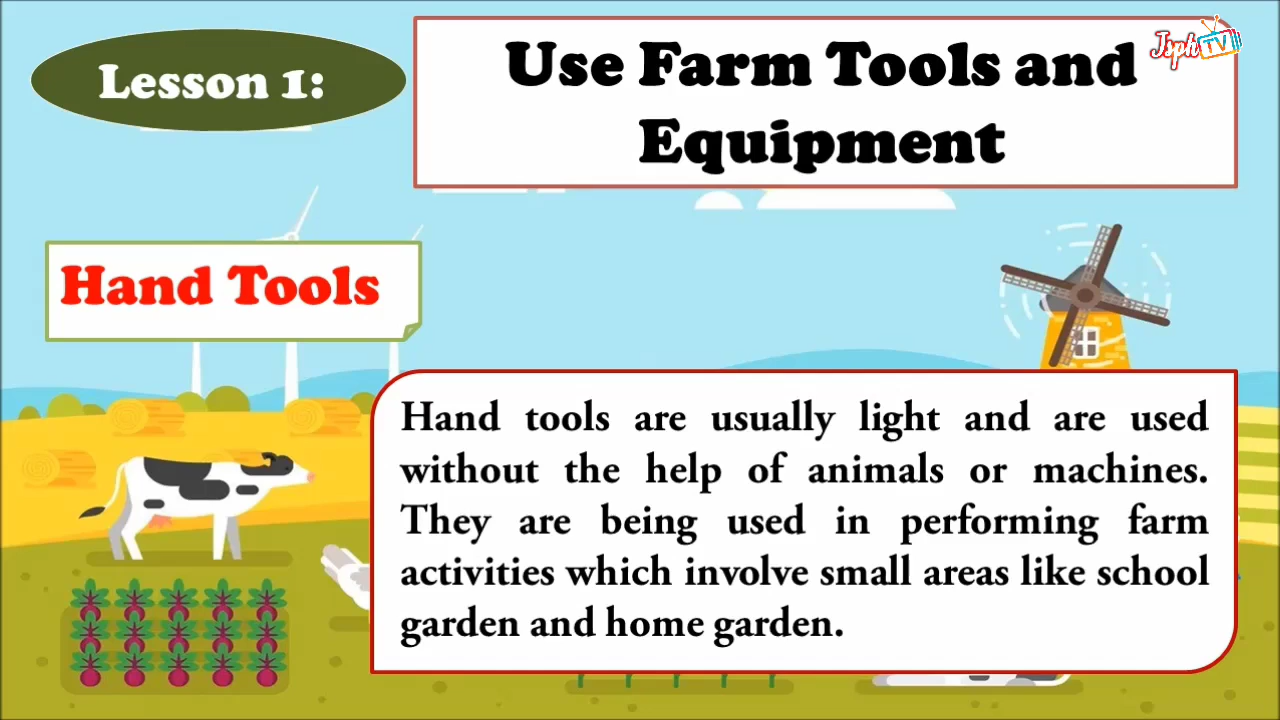 Lesson 1:
Use Farm Tools and
Equipment
Jsph TV
Hand Tools
Hand tools are usually light and are used
without the help of animals or machines.
They are being used in performing farm
activities which involve small areas like school
garden and home garden.